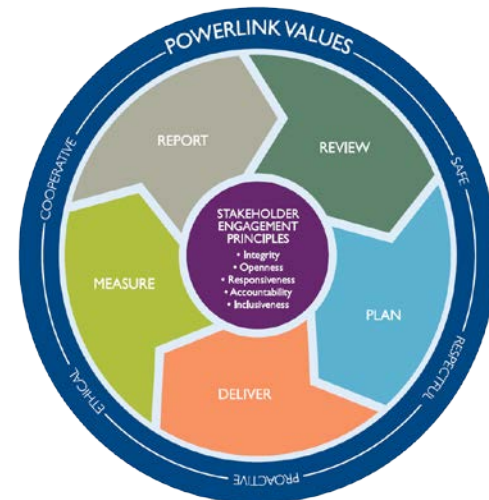 POWERLINK VALUES
COOPERATIVE
SAFE
RESPECTFUL
PROACTIVE
ETHICAL
REPORT
REVIEW
PLAN
DELIVER
MEASURE
STAKEHOLDER
ENGAGEMENT
PRINCIPLES
• Integrity
• Openness
• Responsiveness
• Accountability
• Inclusiveness